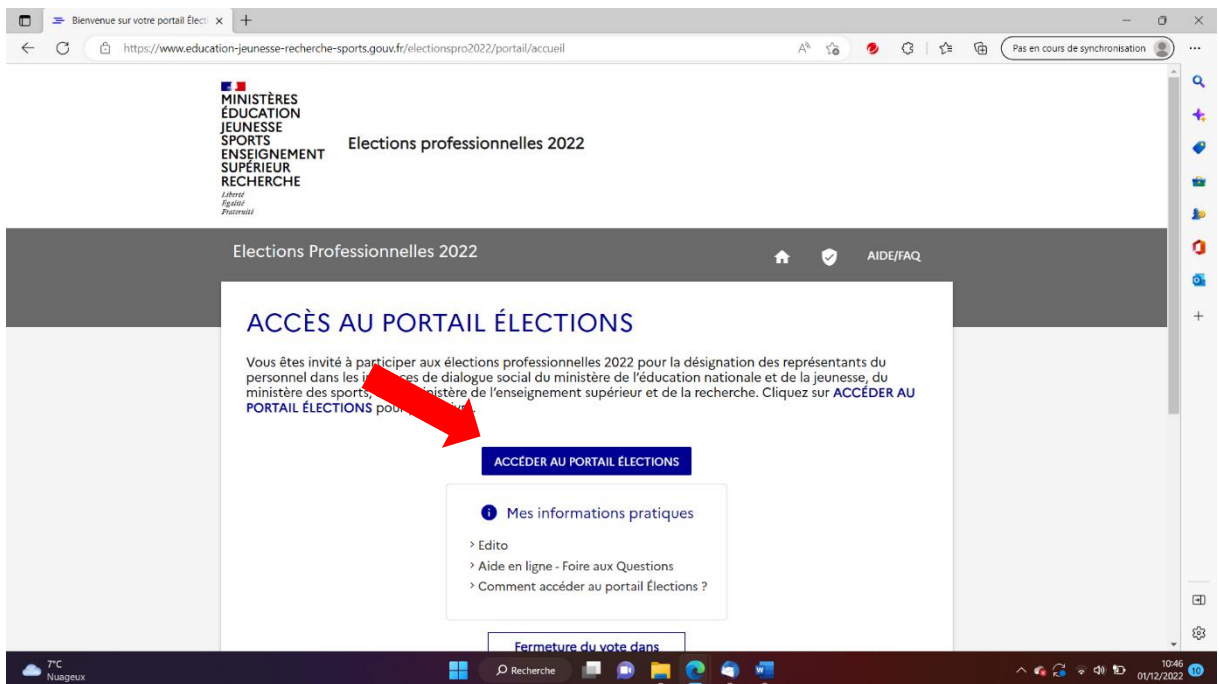 Bienvenue sur votre portail Élect
https://www.education-jeunesse-recherche-sports.gouv.fr/electionspro2022/portail/accueil
Pas en cours de synchronisation
MINISTÈRES
ÉDUCATION
JEUNESSE
SPORTS
ENSEIGNEMENT
SUPÉRIEUR
RECHERCHE
Liberté
Égalité
Fraternité
Elections professionnelles 2022
Elections Professionnelles 2022
AIDE/FAQ
ACCÈS AU PORTAIL ÉLECTIONS
Vous êtes invité à participer aux élections professionnelles 2022 pour la désignation des représentants du
personnel dans les in ces de dialogue social du ministère de l'éducation nationale et de la jeunesse, du
ministère des sports, nistère de l'enseignement supérieur et de la recherche. Cliquez sur ACCÉDER AU
PORTAIL ÉLECTIONS
ACCÉDER AU PORTAIL ÉLECTIONS
Mes informations pratiques
> Edito
> Aide en ligne - Foire aux Questions
> Comment accéder au portail Élections ?
Fermeture du vote dans
7°C
Nuageux
Recherche
10:46
01/12/2022
10